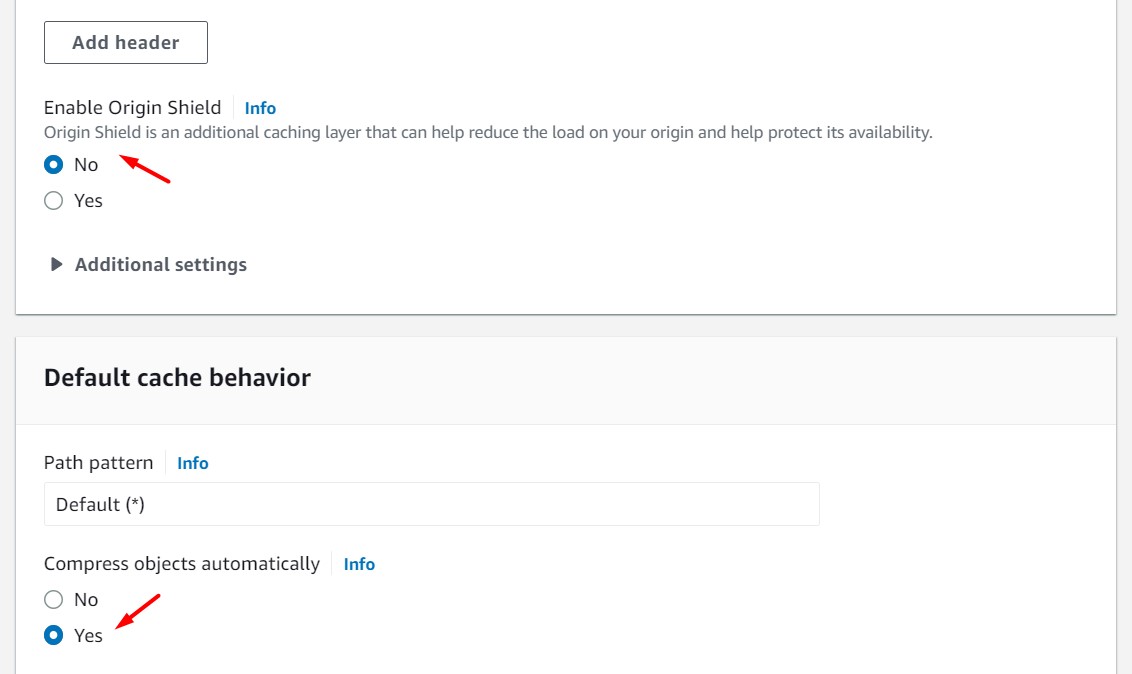 Add header
Enable Origin Shield Info
Origin Shield is an additional caching layer that can help reduce the load on your origin and help protect its availability.
No
Yes
Additional settings
Default cache behavior
Path pattern Info
Default (*)
Compress objects automatically Info
No
Yes